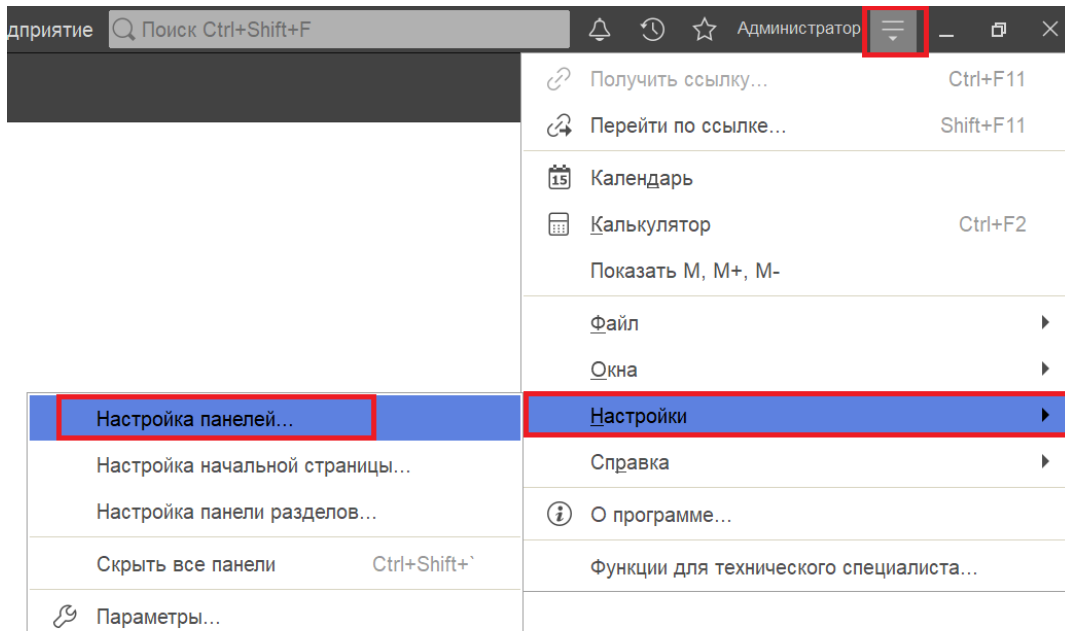 дприятие Поиск Ctrl+Shift+F Администратор
Получить ссылку... Ctrl+F11
Перейти по ссылке... Shift+F11
15 Календарь
Калькулятор Ctrl+F2
Показать M, M+, M-
Файл
Окна
Настройки
Справка
О программе...
Функции для технического специалиста...
Настройка панелей...
Настройка начальной страницы...
Настройка панели разделов...
Скрыть все панели Ctrl+Shift+`
Параметры...